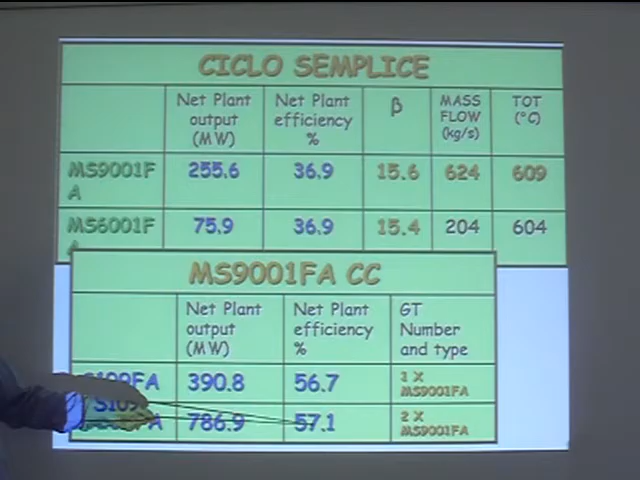 CICLO SEMPLICE
Net Plant output (MW) Net Plant efficiency % β MASS FLOW (kg/s) TOT (°C)
MS9001FA 255.6 36.9 15.6 624 609
MS6001F 75.9 36.9 15.4 204 604
MS9001FA CC
Net Plant output (MW) Net Plant efficiency % GT Number and type
390.8 56.7 1 X MS9001FA
786.9 57.1 2 X MS9001FA